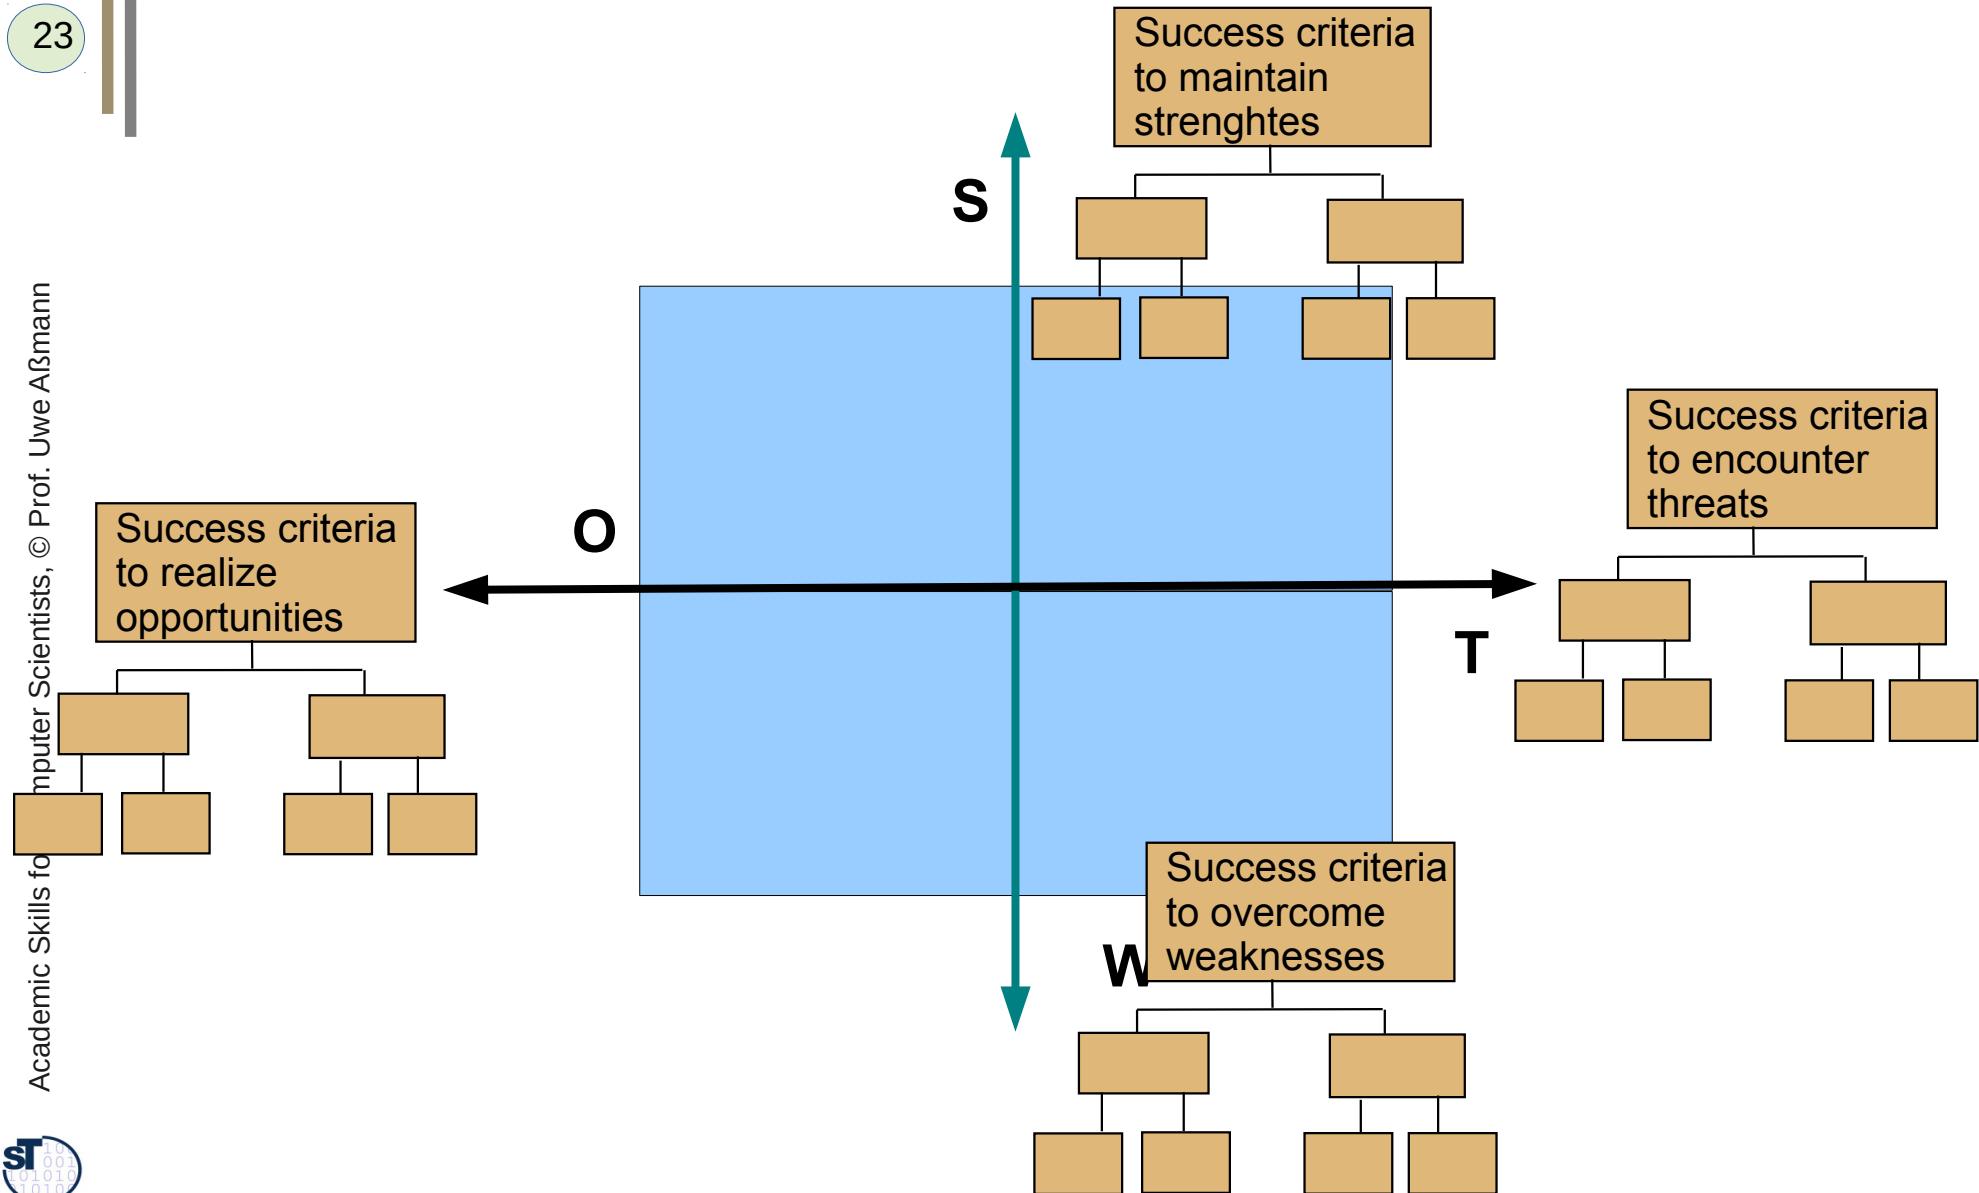 23
Success criteria
to maintain
strenghtes
S
Success criteria
to encounter
threats
O
Success criteria
to realize
opportunities
T
Success criteria
to overcome
weaknesses
W
Academic Skills fo mputer Scientists, © Prof. Uwe Aßmann
ST